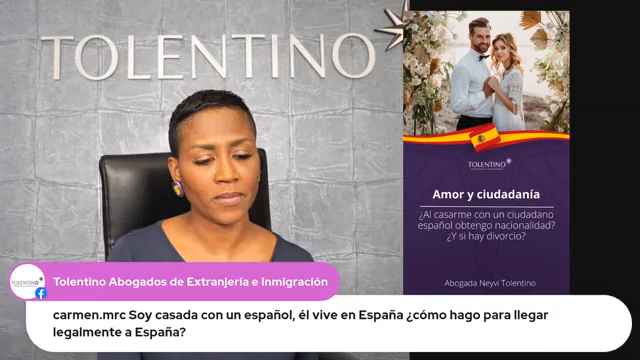 TOLENTINO
TOLENTINO
Amor y ciudadanía
¿Al casarme con un ciudadano
español obtengo nacionalidad?
¿Y si hay divorcio?
Abogada Neyvi Tolentino
TOLENTINO
Tolentino Abogados de Extranjería e Inmigración
carmen.mrc Soy casada con un español, él vive en España ¿cómo hago para llegar
legalmente a España?